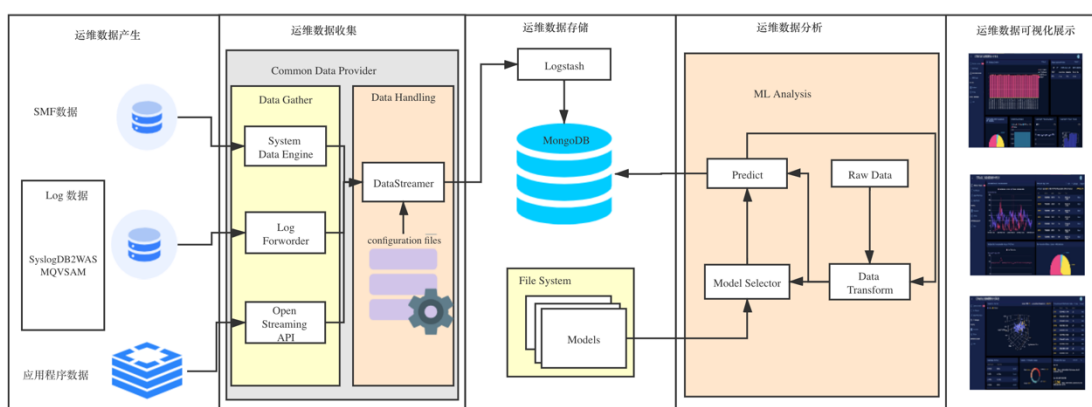 运维数据产生
SMF数据
Log 数据
SyslogDB2WAS
MQVSAM
应用程序数据
运维数据收集
Common Data Provider
Data Gather
System
Data Engine
Log
Forworder
Open
Streaming
API
Data Handling
DataStreamer
configuration files
运维数据存储
Logstash
MongoDB
File System
Models
运维数据分析
ML Analysis
Predict
Raw Data
Model Selector
Data
Transform
运维数据可视化展示